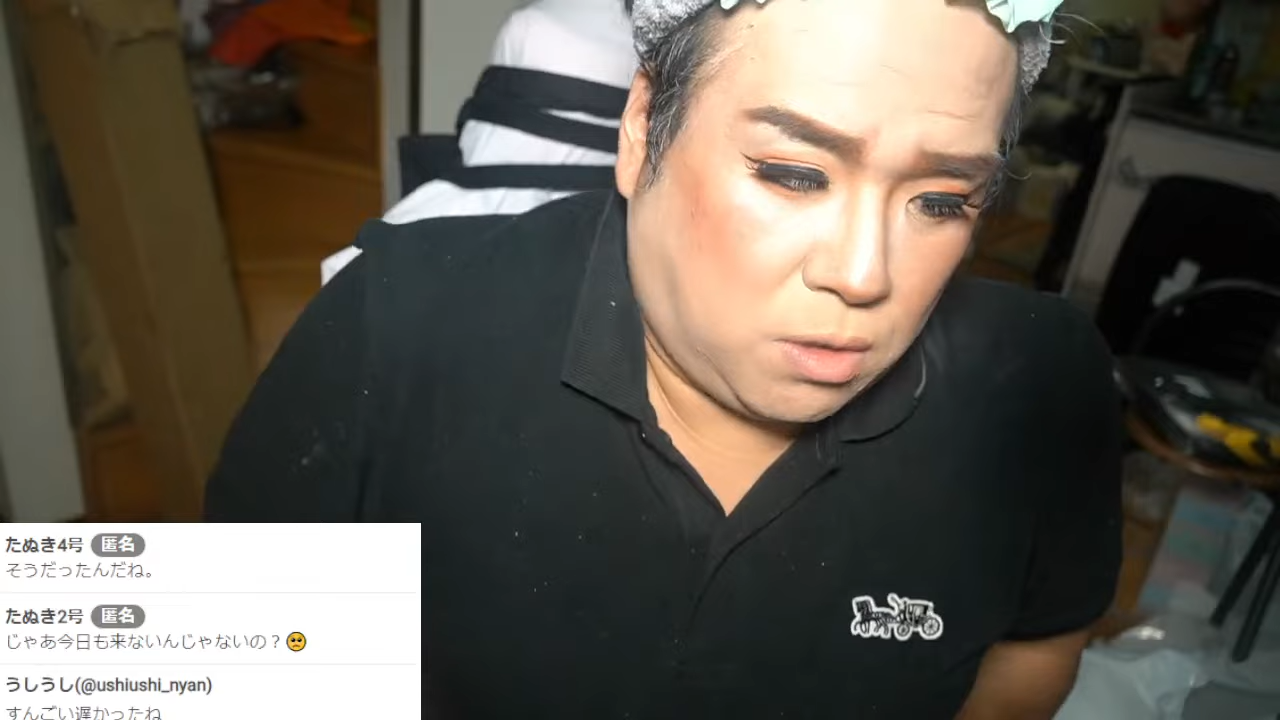 たぬき4号 匿名
そうだったんだね。
たぬき2号 匿名
じゃあ今日も来ないんじゃないの？🥺
うしうし(@ushiushi_nyan)
すんごい遅かったね